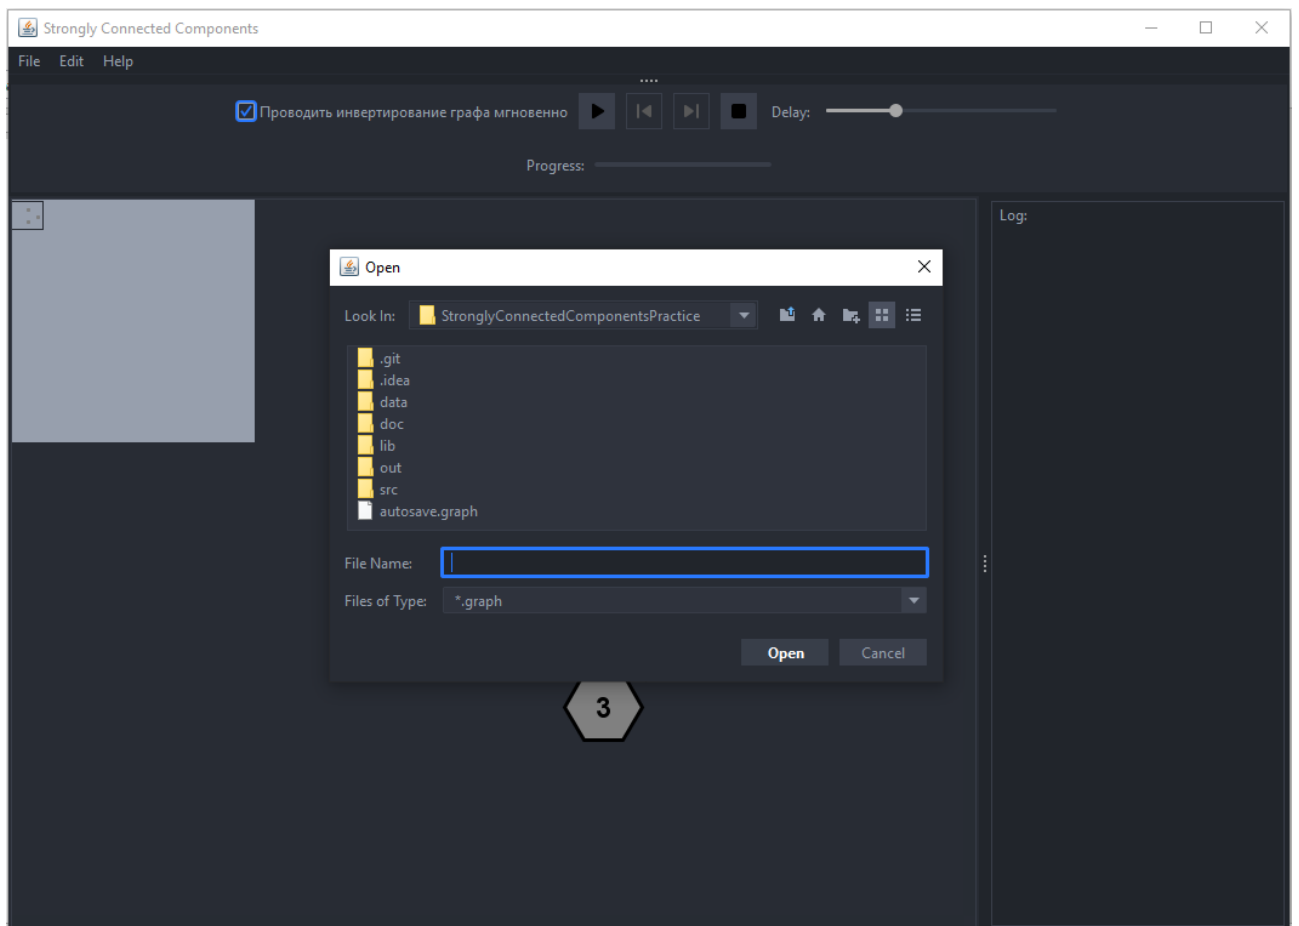 Strongly Connected Components
File Edit Help
Проводить инвертирование графа мгновенно Delay:
Progress:
Log:
Open
Look In: StronglyConnectedComponentsPractice
.git
.idea
data
doc
lib
out
src
autosave.graph
File Name:
Files of Type: *.graph
Open Cancel
3